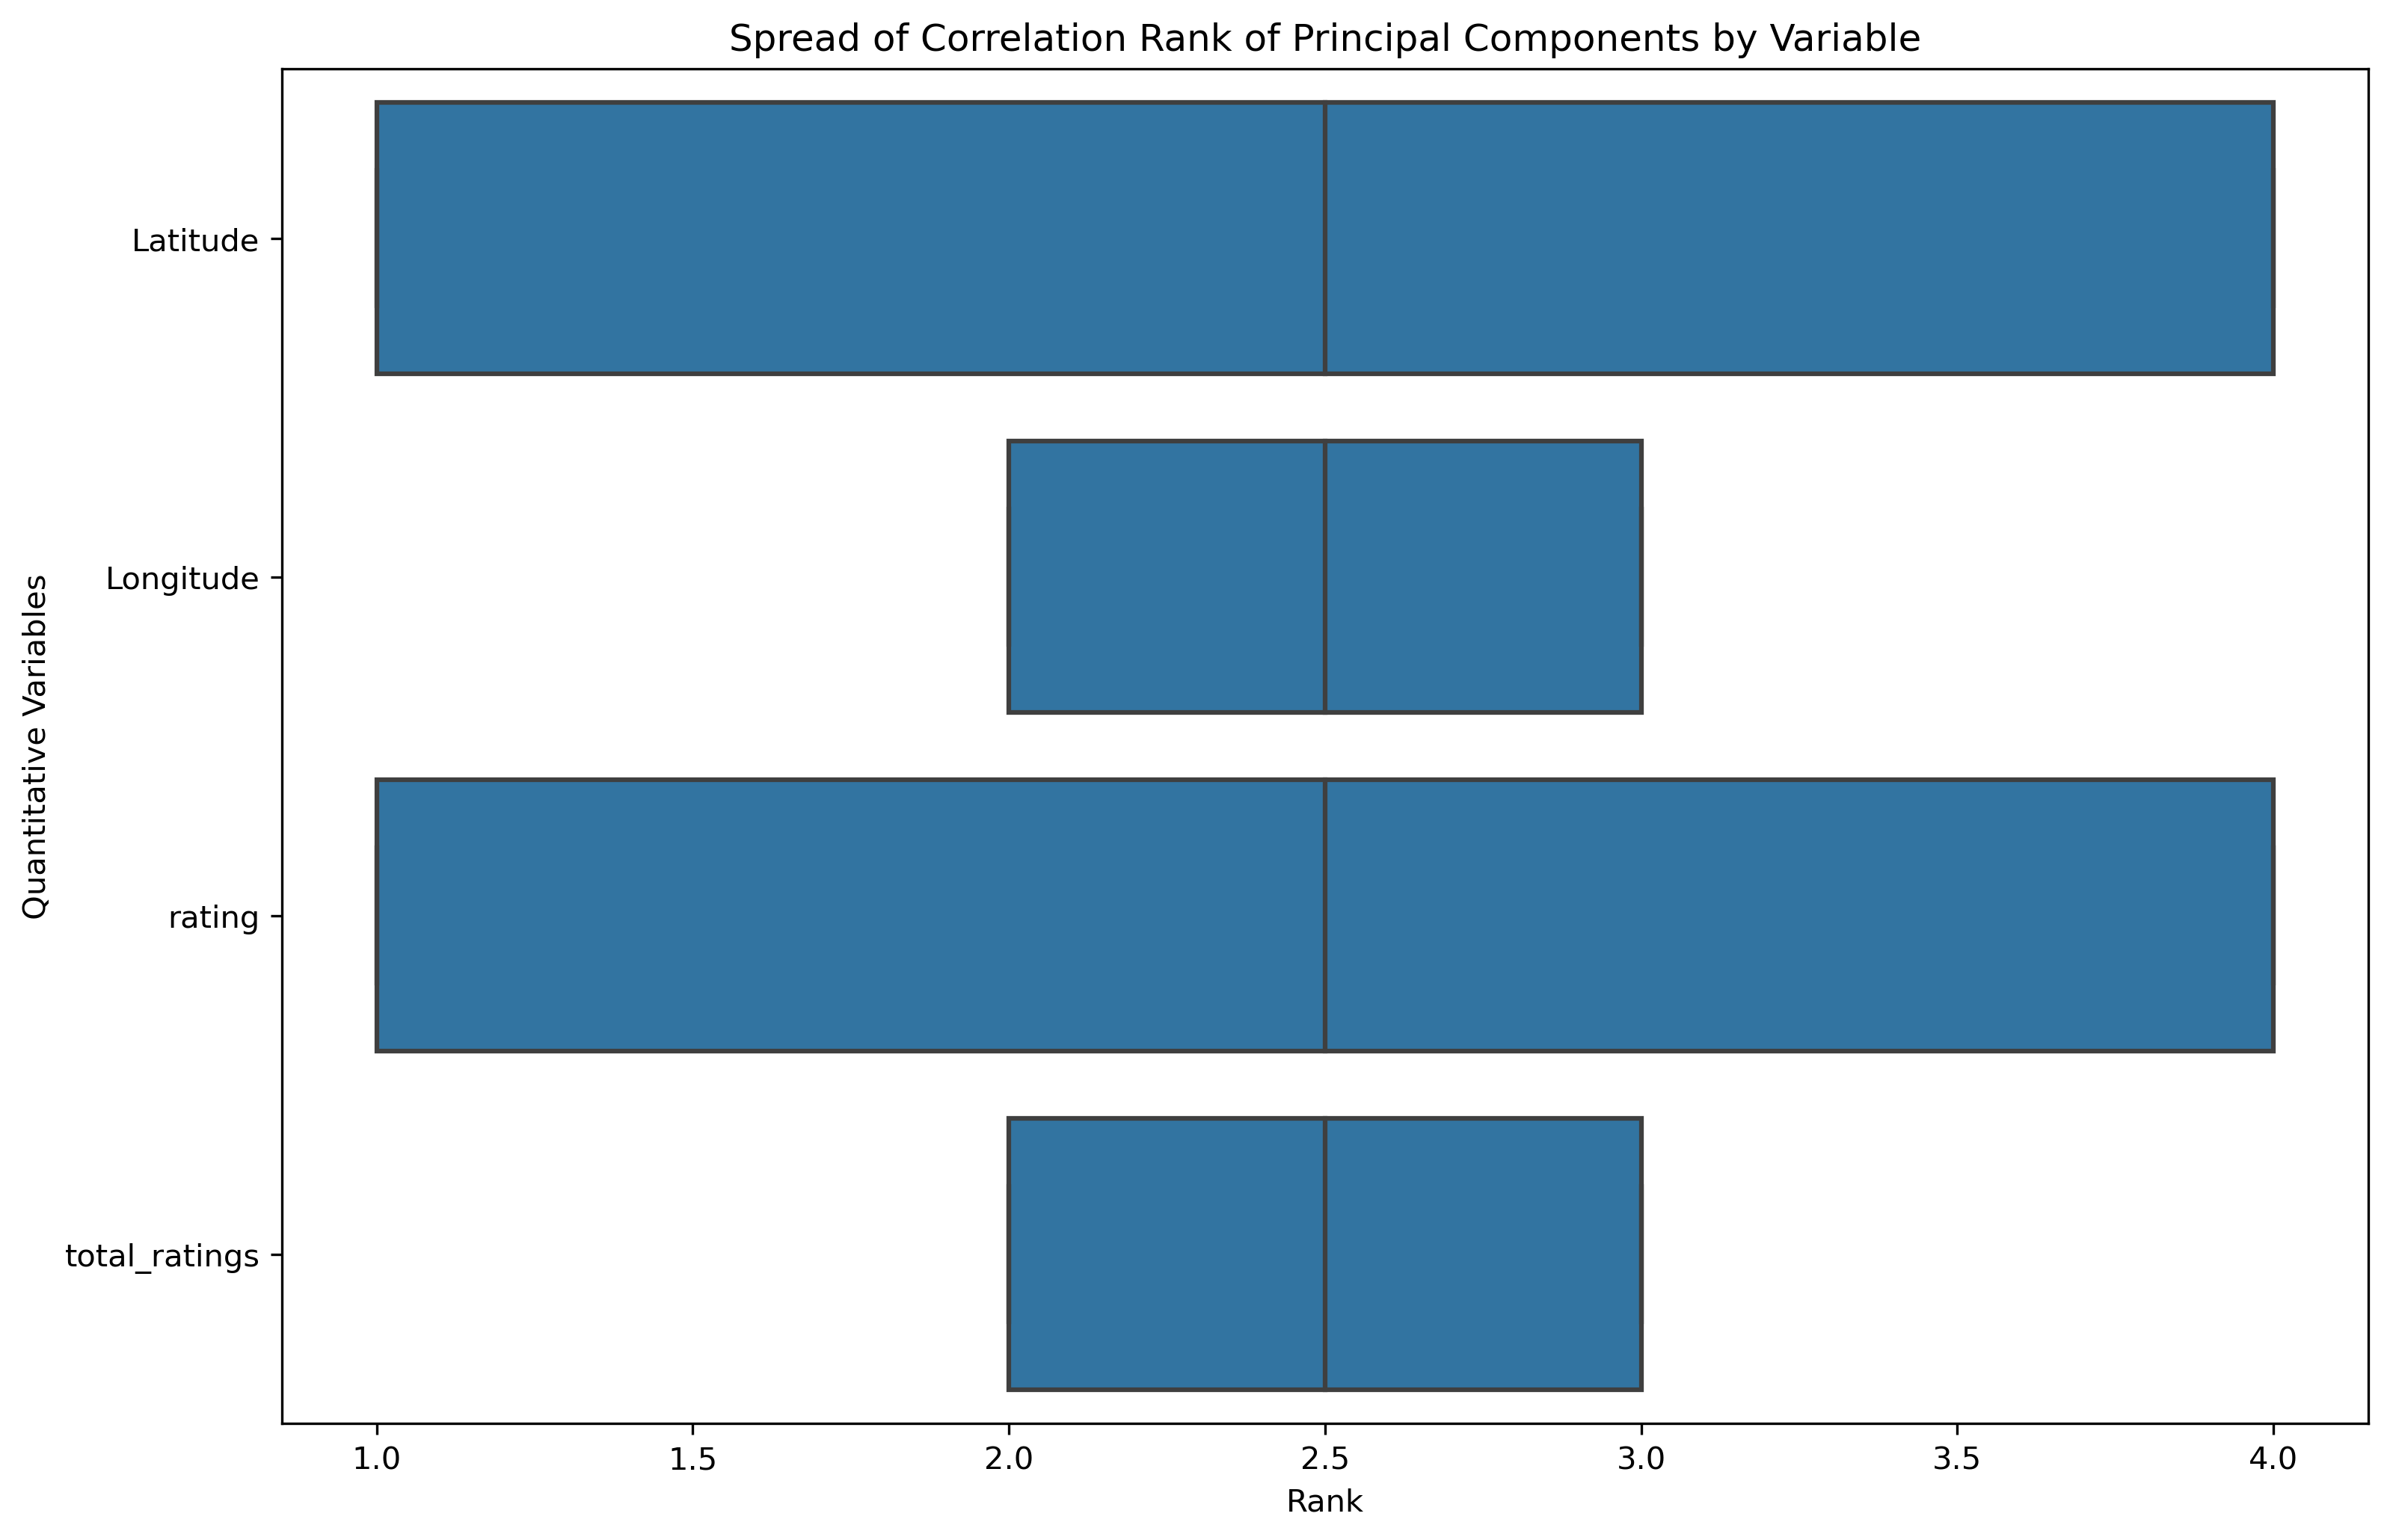 Spread of Correlation Rank of Principal Components by Variable
Quantitative Variables
Latitude
Longitude
rating
total_ratings
1.0 1.5 2.0 2.5 3.0 3.5 4.0
Rank